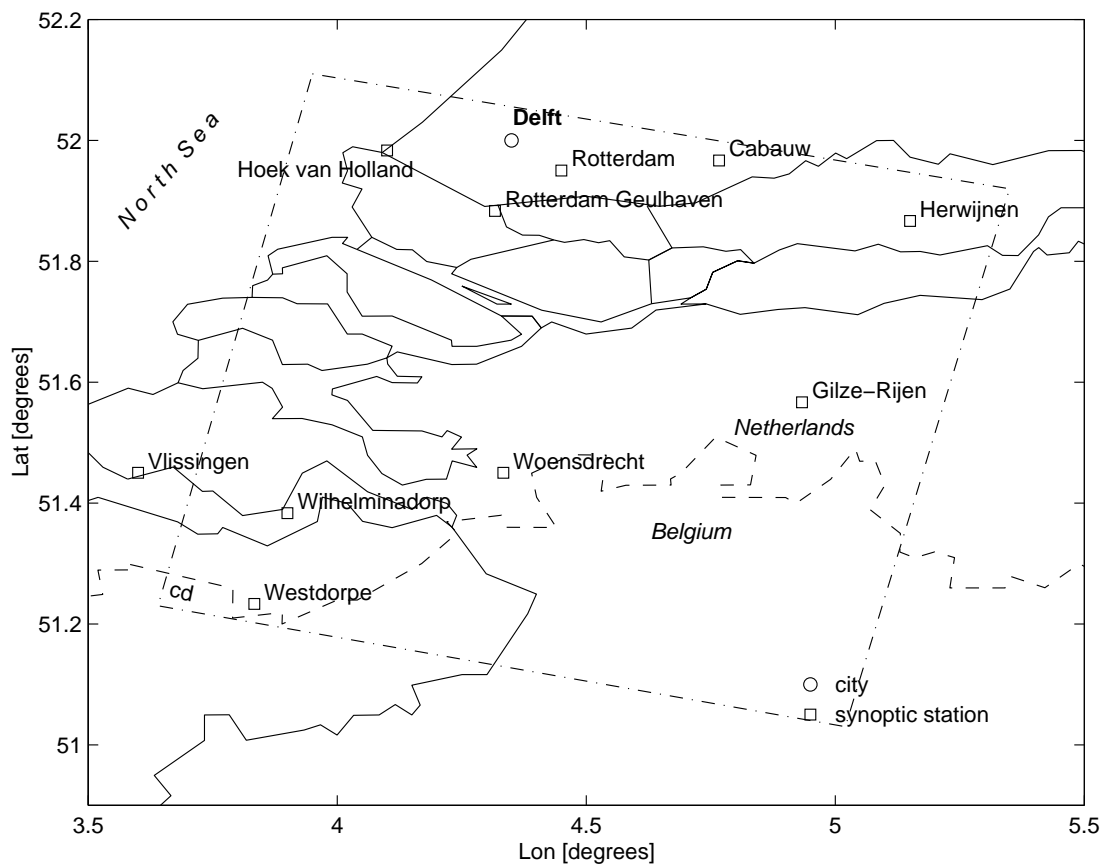 52.2
52
51.8
51.6
51.4
51.2
51
3.5
4
4.5
5
5.5
Lat [degrees]
Lon [degrees]
North Sea
Delft
Hoek van Holland
Rotterdam
Cabauw
Rotterdam Geulhaven
Herwijnen
Gilze−Rijen
Netherlands
Vlissingen
Woensdrecht
Wilhelminadorp
Belgium
cd
Westdorpe
city
synoptic station